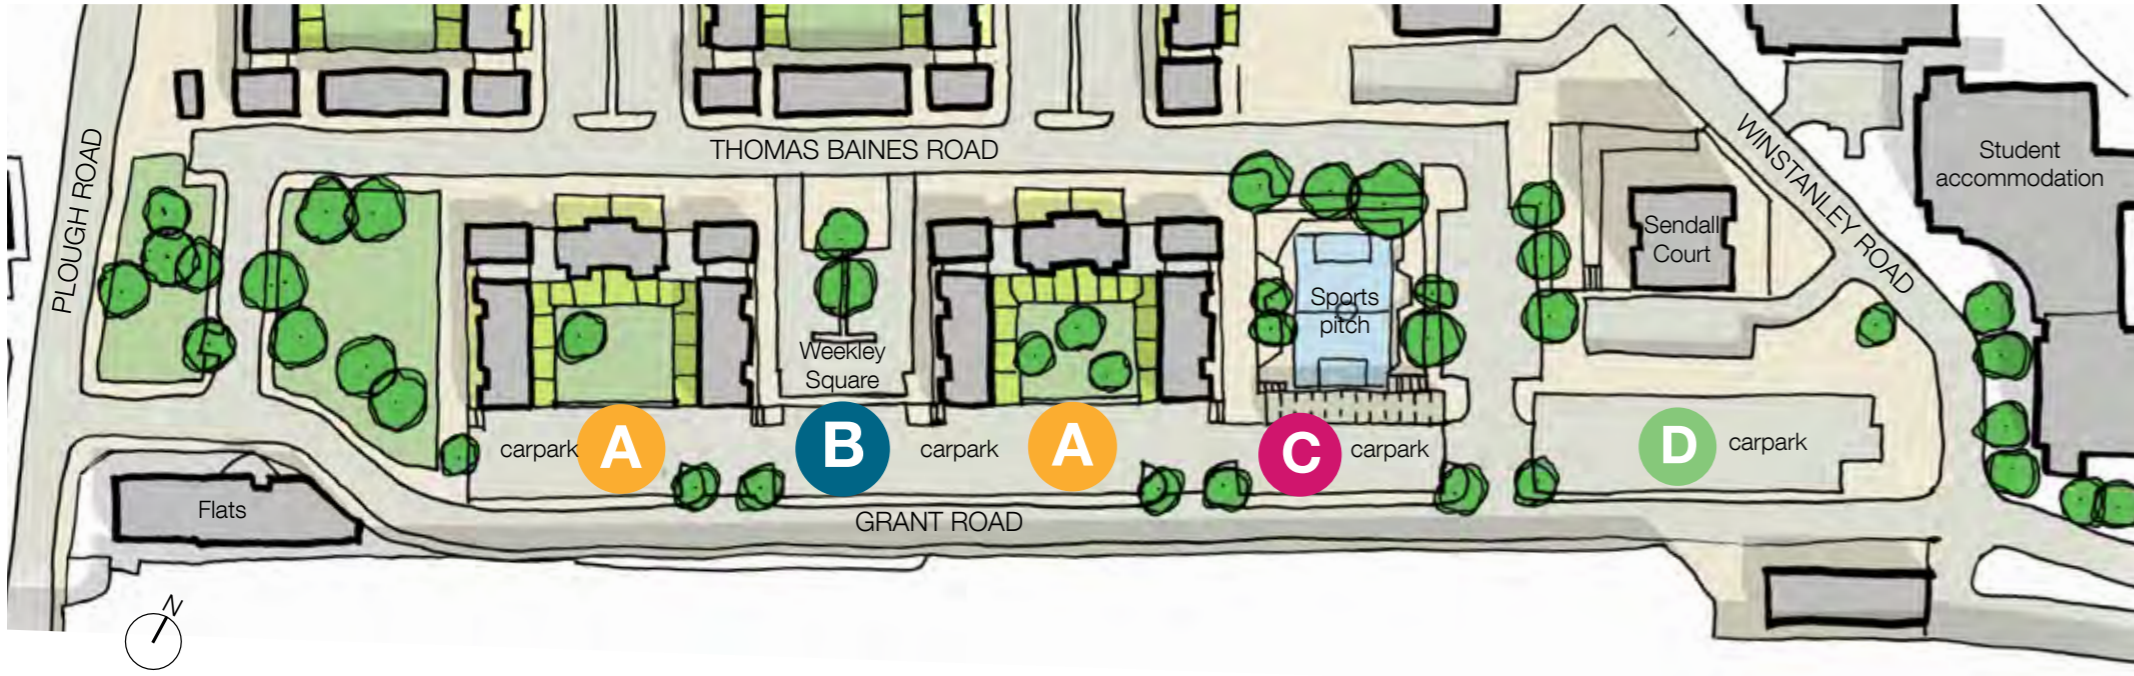 THOMAS BAINES ROAD
PLOUGH ROAD
WINSTANLEY ROAD
Student
accommodation
Sendall
Court
Sports
pitch
Weekley
Square
carpark
A
B
carpark
A
C
carpark
D
carpark
Flats
GRANT ROAD
N